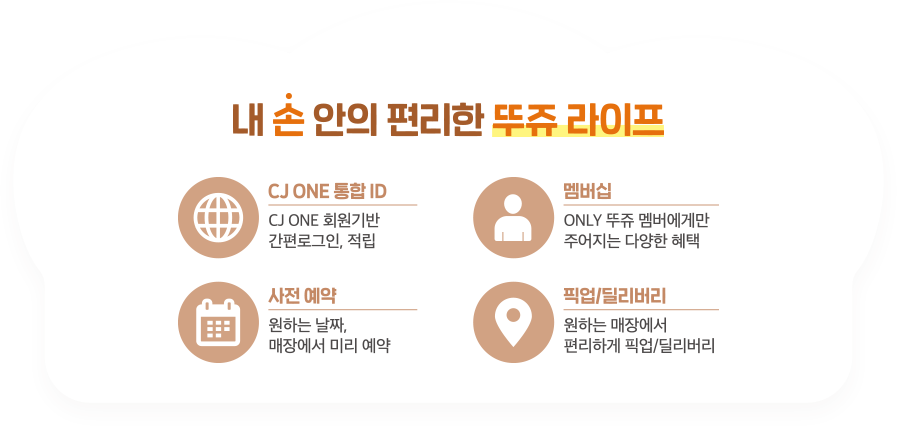 내 손 안의 편리한 뚜쥬 라이프
CJ ONE 통합 ID
CJ ONE 회원기반
간편로그인, 적립
멤버십
ONLY 뚜쥬 멤버에게만
주어지는 다양한 혜택
사전 예약
원하는 날짜,
매장에서 미리 예약
픽업/딜리버리
원하는 매장에서
편리하게 픽업/딜리버리